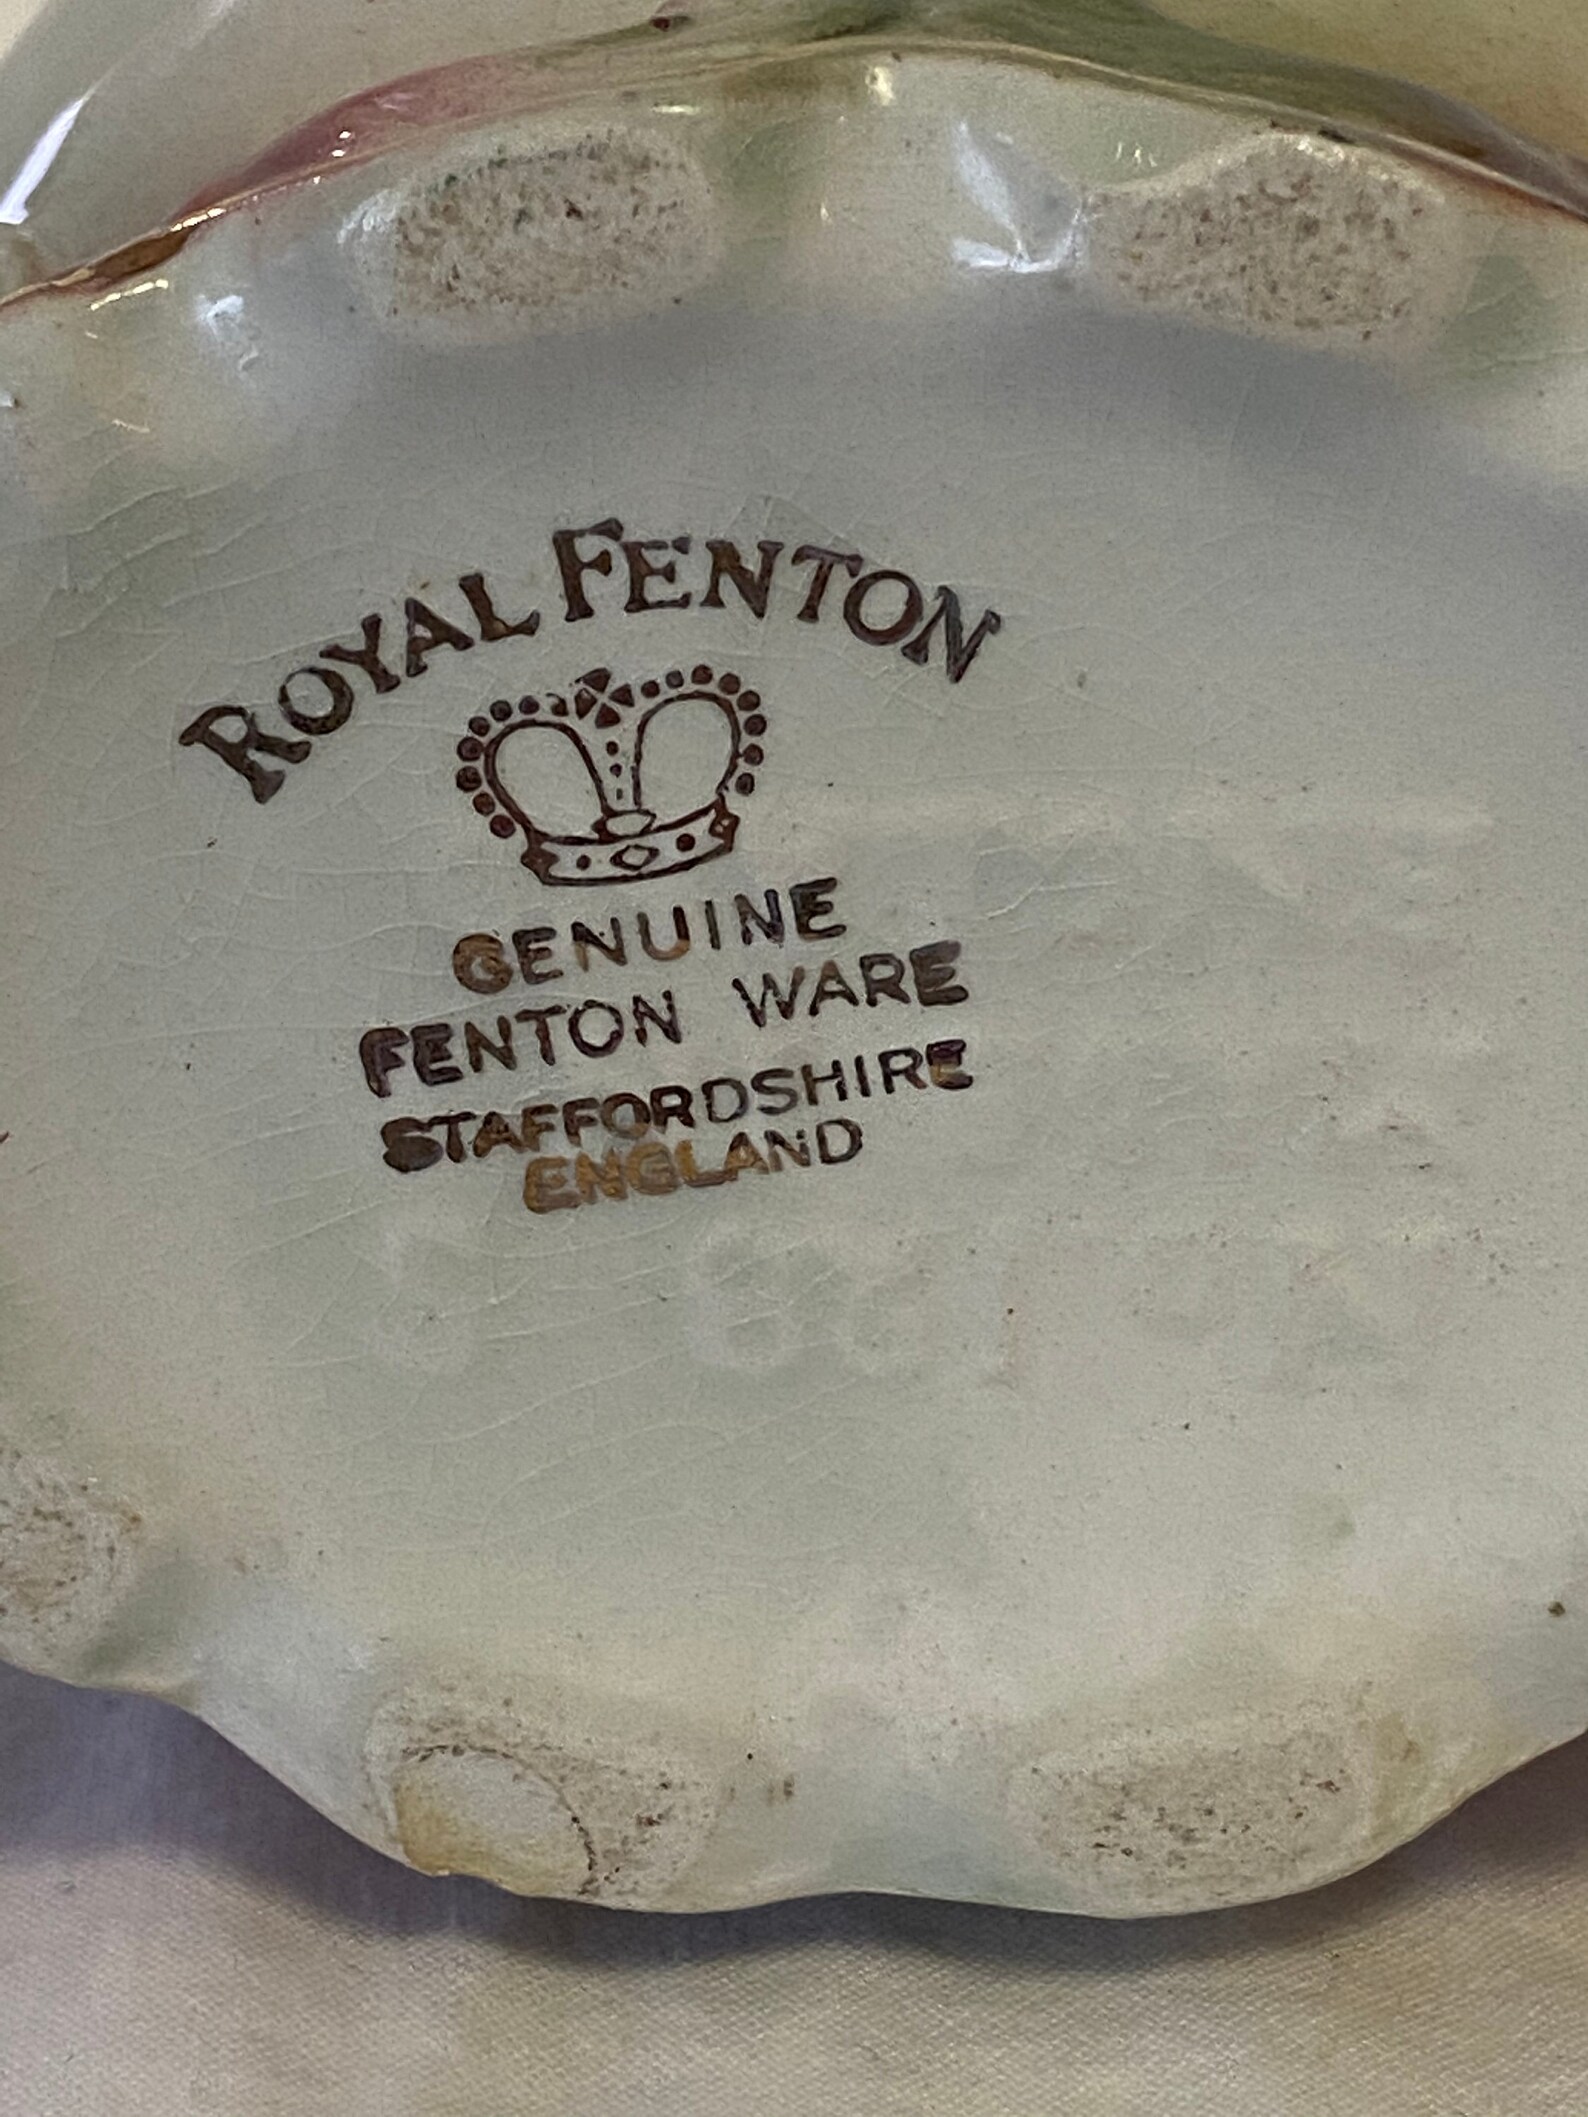 ROYAL FENTON
GENUINE
FENTON WARE
STAFFORDSHIRE
ENGLAND